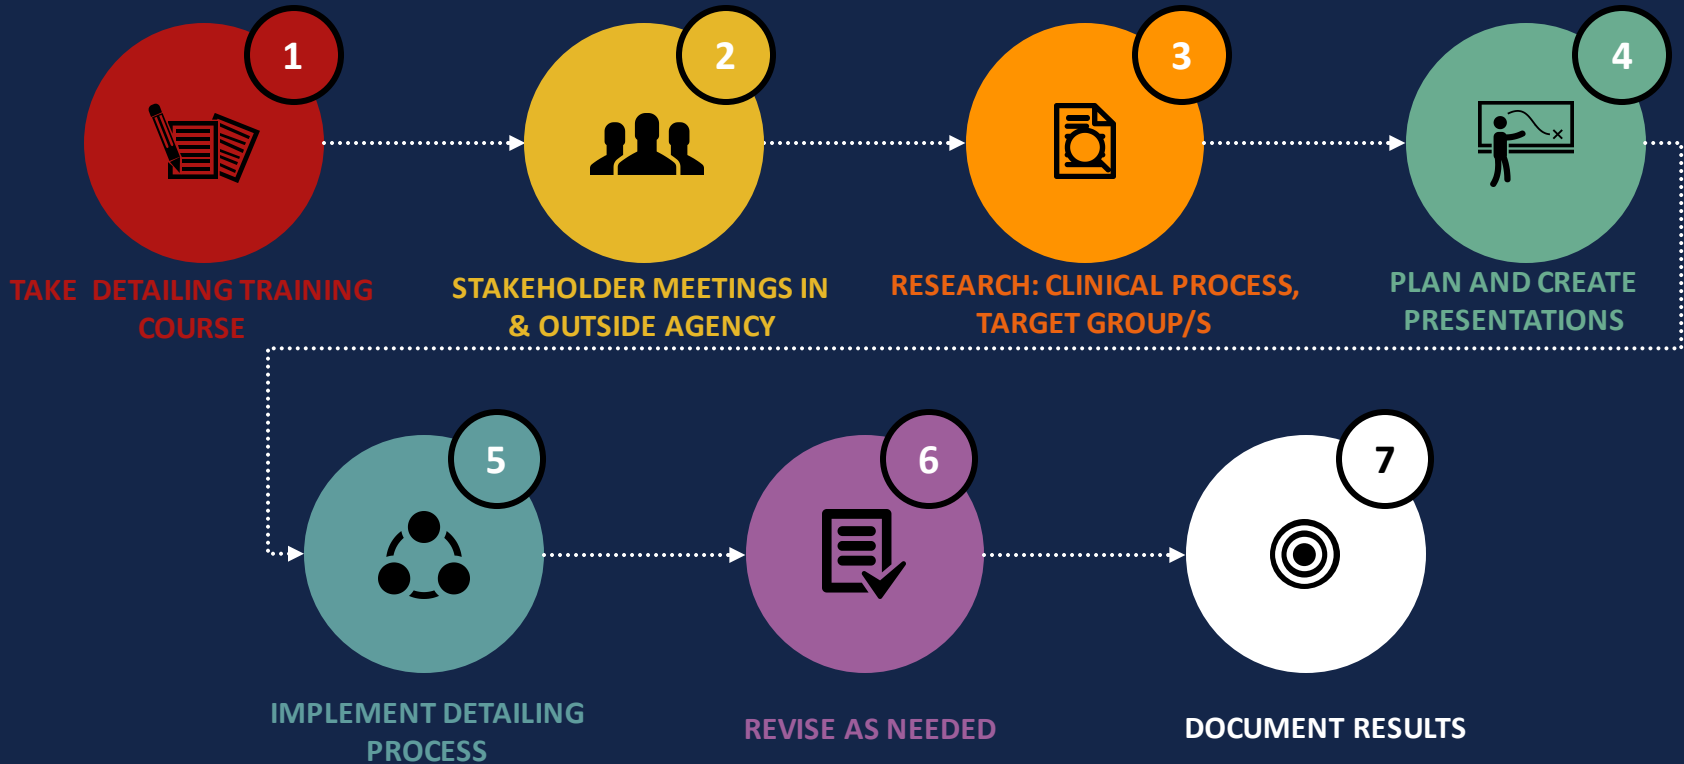 1
2
3
4
TAKE DETAILING TRAINING
COURSE
STAKEHOLDER MEETINGS IN
& OUTSIDE AGENCY
RESEARCH: CLINICAL PROCESS,
TARGET GROUP/S
PLAN AND CREATE
PRESENTATIONS
5
6
7
IMPLEMENT DETAILING
PROCESS
REVISE AS NEEDED
DOCUMENT RESULTS